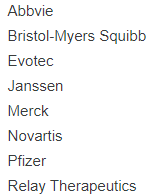 Abbvie
Bristol-Myers Squibb
Evotec
Janssen
Merck
Novartis
Pfizer
Relay Therapeutics